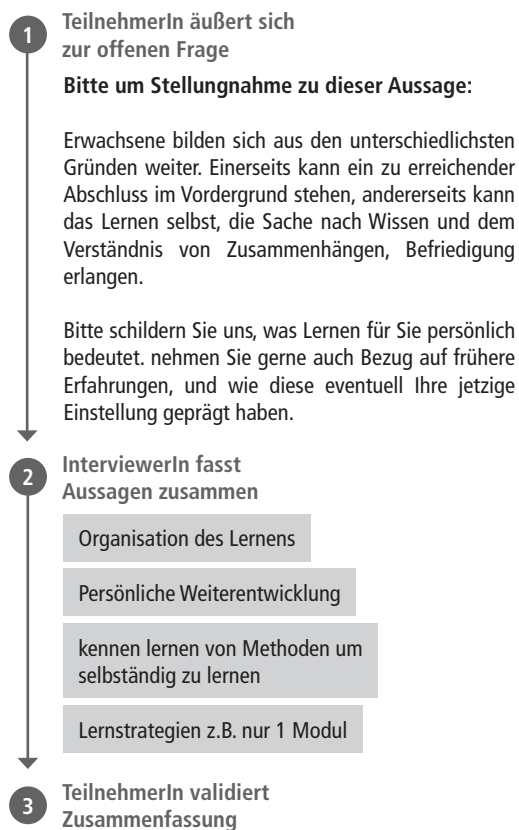 1
TeilnehmerIn äußert sich
zur offenen Frage
Bitte um Stellungnahme zu dieser Aussage:
Erwachsene bilden sich aus den unterschiedlichsten
Gründen weiter. Einerseits kann ein zu erreichender
Abschluss im Vordergrund stehen, andererseits kann
das Lernen selbst, die Sache nach Wissen und dem
Verständnis von Zusammenhängen, Befriedigung
erlangen.
Bitte schildern Sie uns, was Lernen für Sie persönlich
bedeutet. nehmen Sie gerne auch Bezug auf frühere
Erfahrungen, und wie diese eventuell Ihre jetzige
Einstellung geprägt haben.
2
InterviewerIn fasst
Aussagen zusammen
Organisation des Lernens
Persönliche Weiterentwicklung
kennen lernen von Methoden um
selbständig zu lernen
Lernstrategien z.B. nur 1 Modul
3
TeilnehmerIn validiert
Zusammenfassung